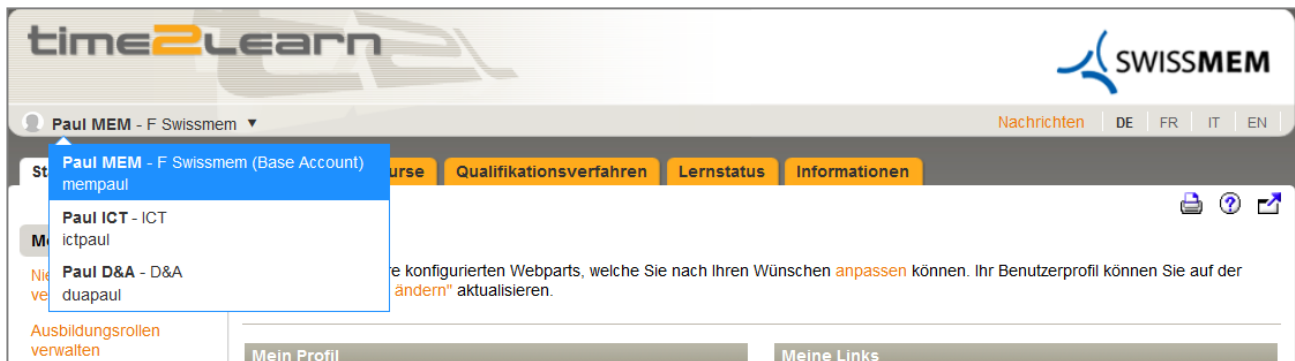 time2Learn
SWISSMEM
Paul MEM - F Swissmem ▼
Nachrichten DE FR IT EN
Paul MEM - F Swissmem (Base Account)
mempaul
Paul ICT - ICT
ictpaul
Paul D&A - D&A
duapaul
St
urse Qualifikationsverfahren Lernstatus Informationen
M
re konfigurierten Webparts, welche Sie nach Ihren Wünschen anpassen können. Ihr Benutzerprofil können Sie auf der
Nie
ve
ändern" aktualisieren.
Ausbildungsrollen
verwalten
Mein Profil
Meine Links